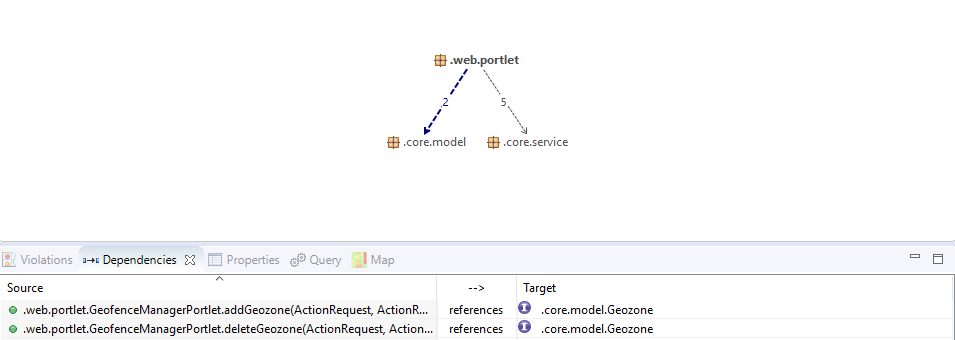 .web.portlet
2 5
.core.model .core.service
Violations Dependencies Properties Query Map
Source --> Target
.web.portlet.GeofenceManagerPortlet.addGeozone(ActionRequest, ActionR... references .core.model.Geozone
.web.portlet.GeofenceManagerPortlet.deleteGeozone(ActionRequest, Action... references .core.model.Geozone